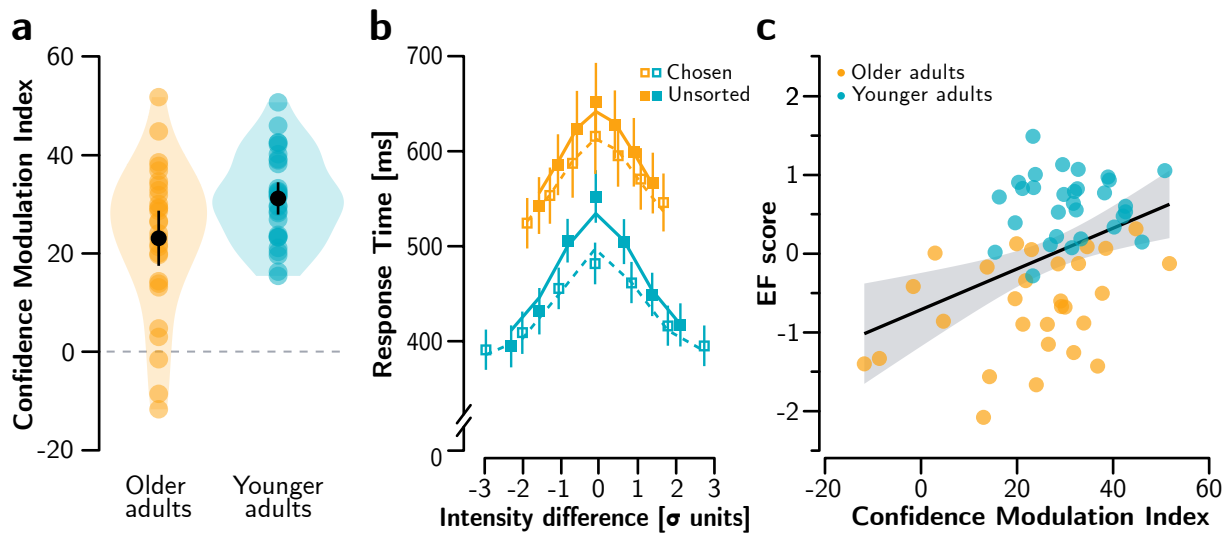 a
Confidence Modulation Index
60
40
20
0
-20
Older
adults
Younger
adults
b
Response Time [ms]
700
600
500
400
0
Chosen
Unsorted
-3 -2 -1 0 1 2 3
Intensity difference [σ units]
c
EF score
2
1
0
-1
-2
Older adults
Younger adults
-20 0 20 40 60
Confidence Modulation Index